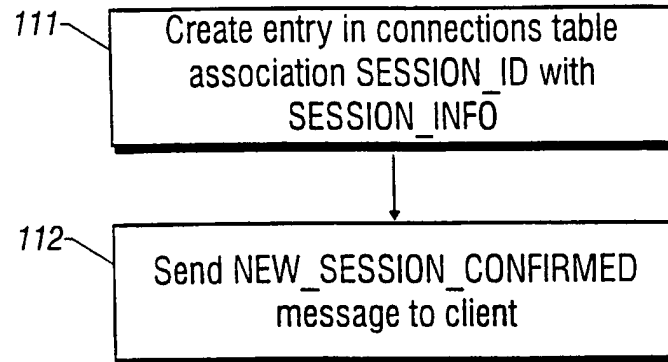 111
Create entry in connections table
association SESSION_ID with
SESSION_INFO
112
Send NEW_SESSION_CONFIRMED
message to client